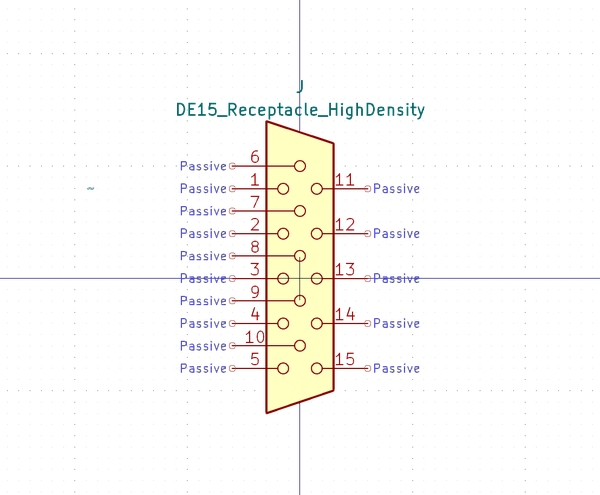 J
DE15_Receptacle_HighDensity
Passive 6
~ Passive 1 11 Passive
Passive 7
Passive 2 12 Passive
Passive 8
Passive 3 13 Passive
Passive 9
Passive 4 14 Passive
Passive 10
Passive 5 15 Passive